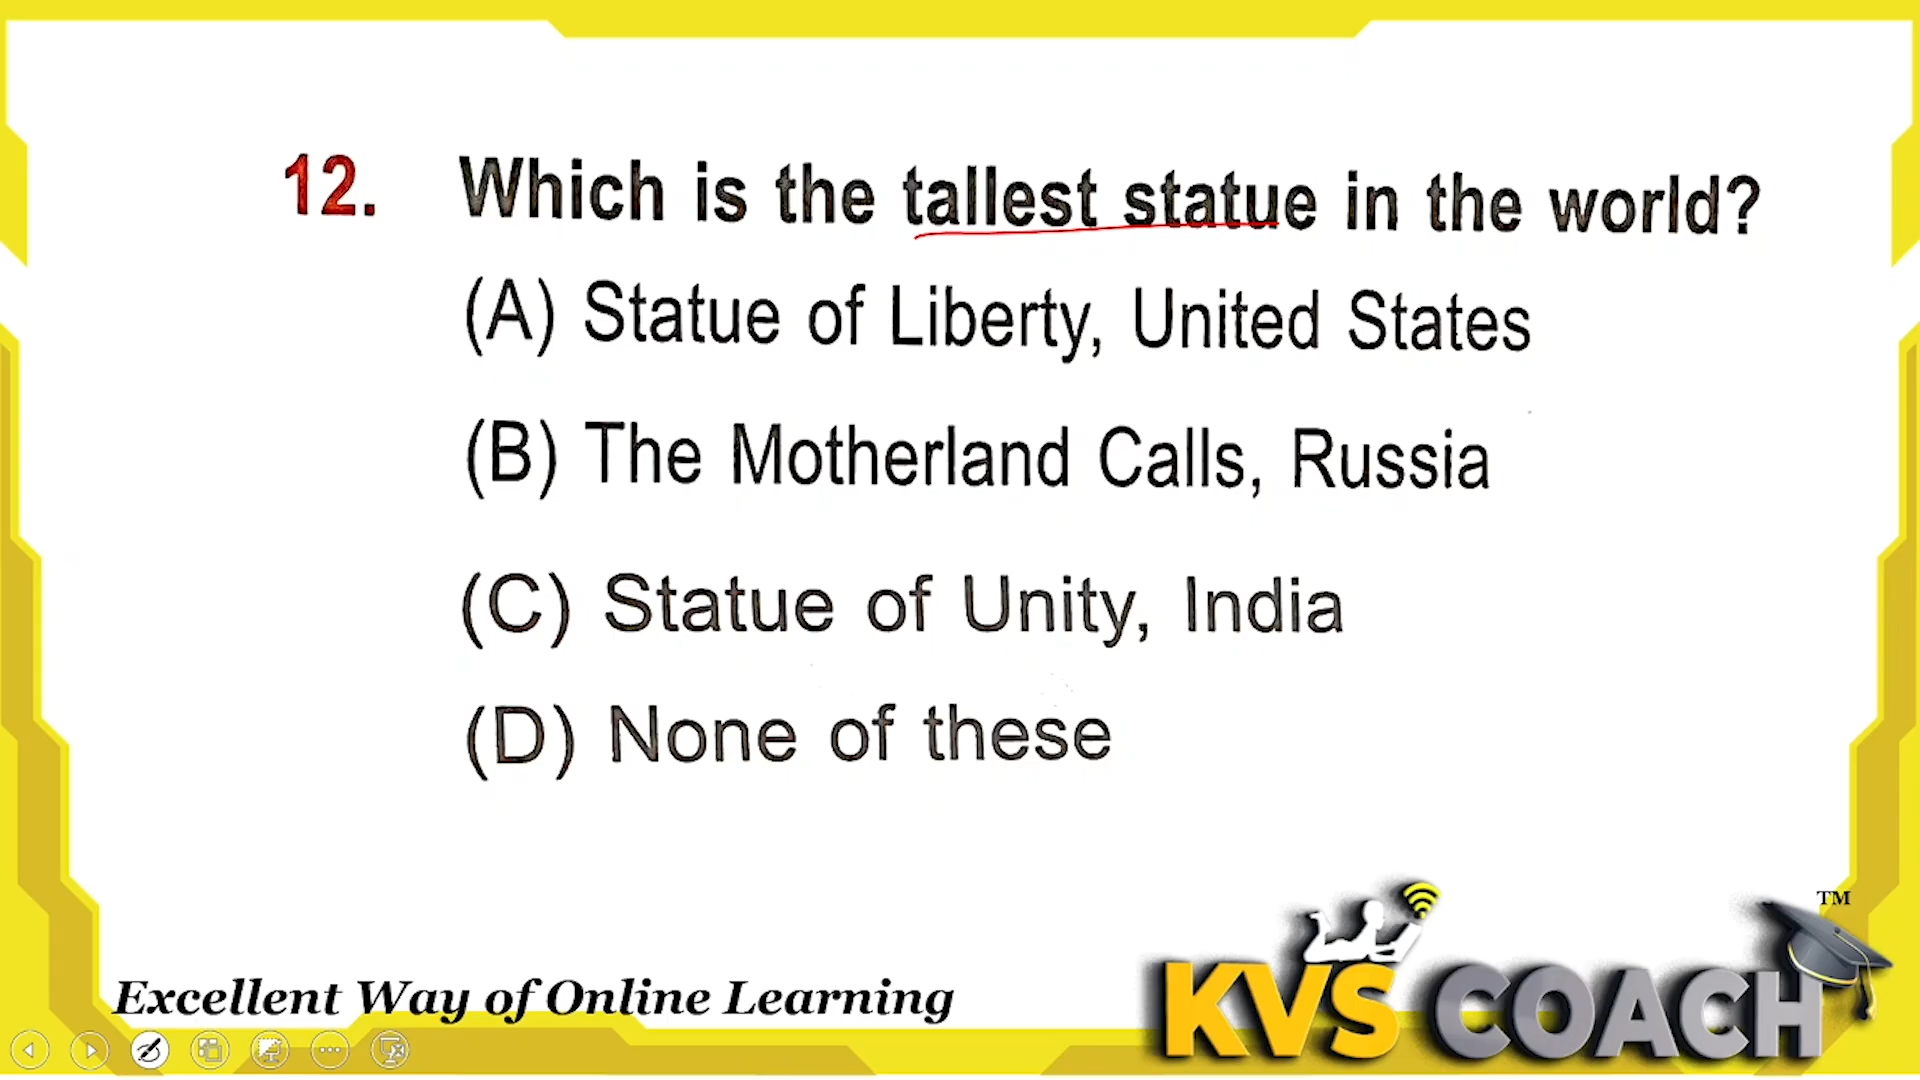 12. Which is the tallest statue in the world?
(A) Statue of Liberty, United States
(B) The Motherland Calls, Russia
(C) Statue of Unity, India
(D) None of these
Excellent Way of Online Learning
KVS COACH TM